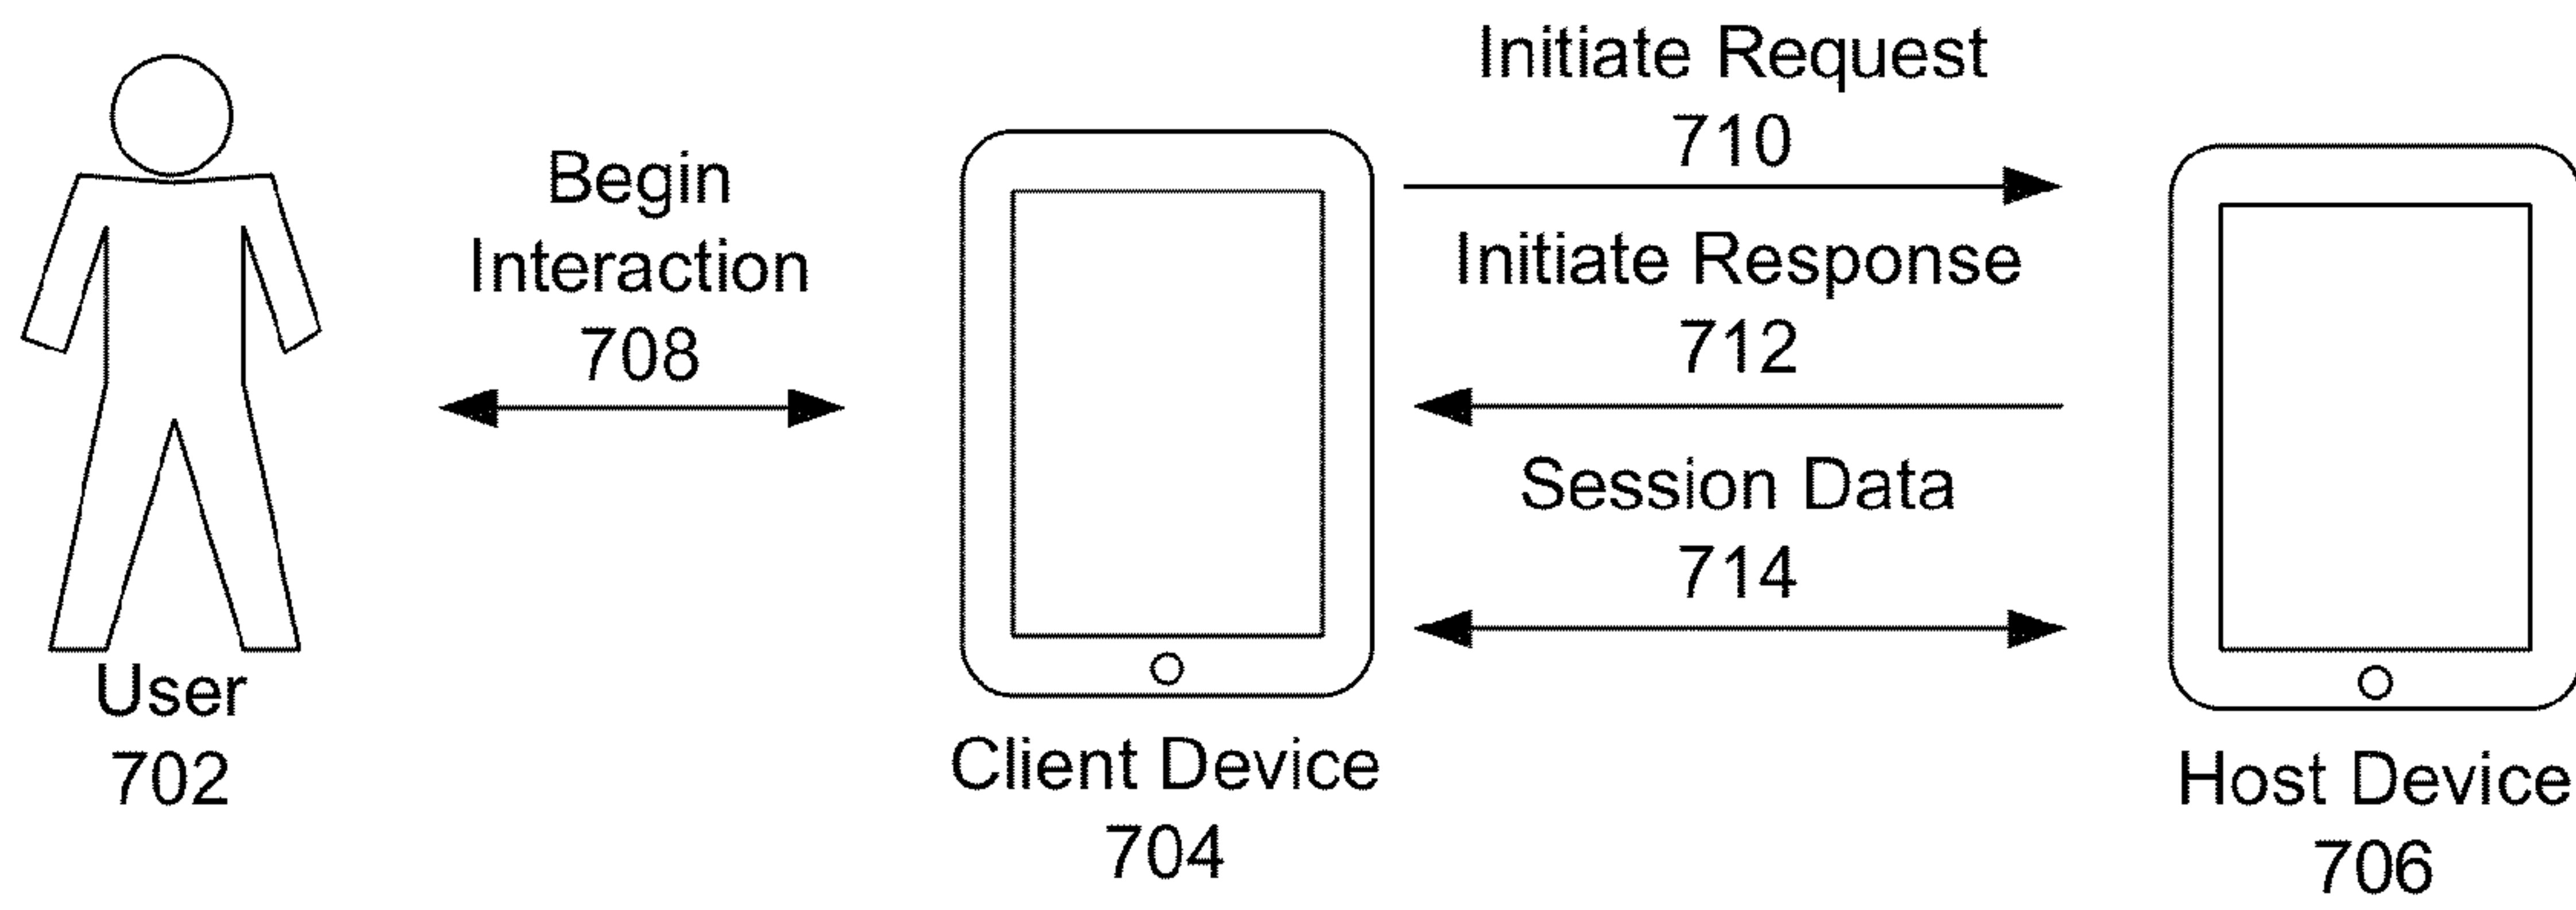 Initiate Request
710
Begin
Interaction
708
Initiate Response
712
Session Data
714
User
702
Client Device
704
Host Device
706